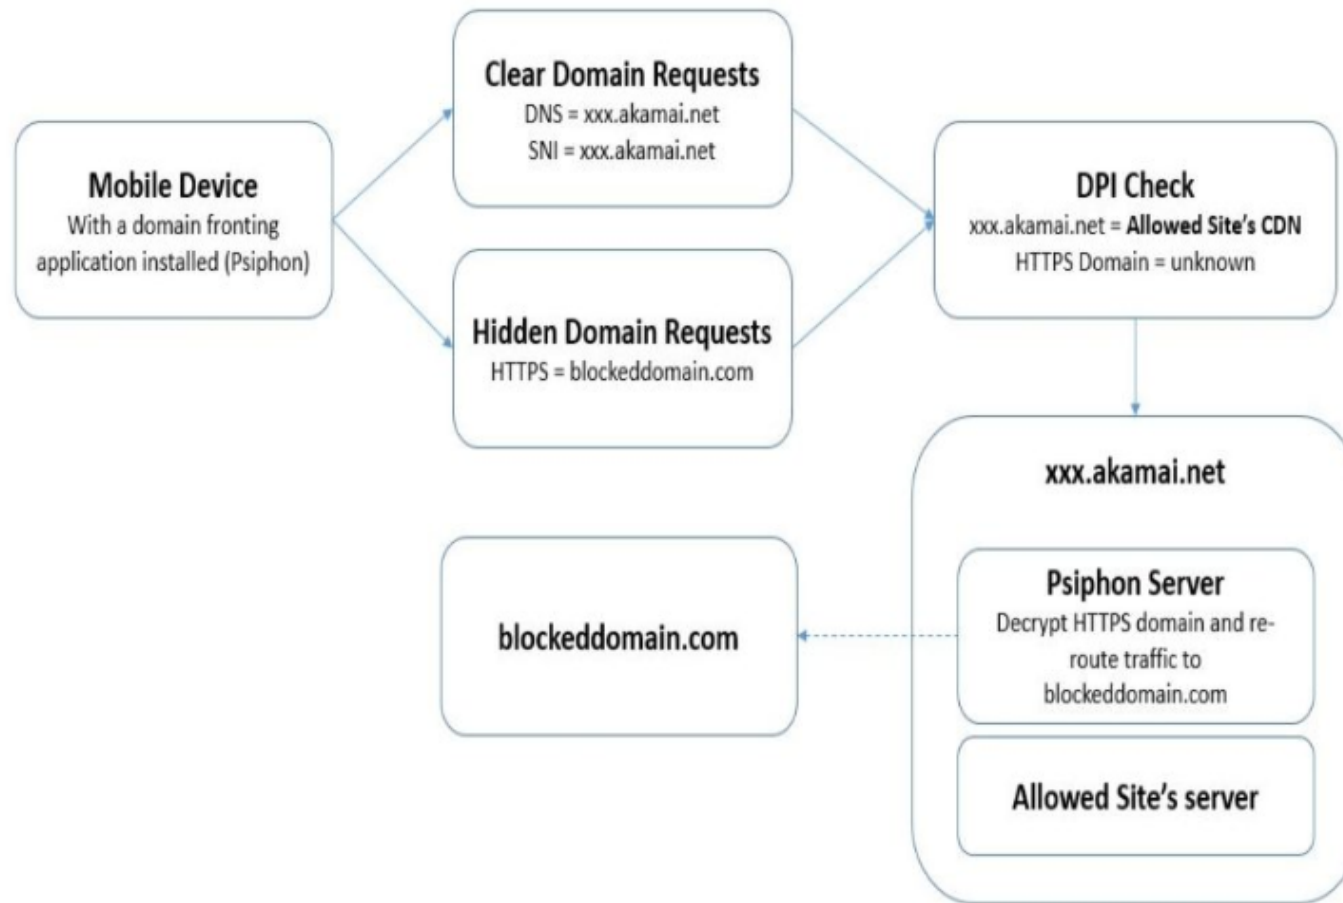 Mobile Device
With a domain fronting
application installed (Psiphon)
Clear Domain Requests
DNS = xxx.akamai.net
SNI = xxx.akamai.net
Hidden Domain Requests
HTTPS = blockeddomain.com
DPI Check
xxx.akamai.net = Allowed Site's CDN
HTTPS Domain = unknown
xxx.akamai.net
Psiphon Server
Decrypt HTTPS domain and re-
route traffic to
blockeddomain.com
Allowed Site's server
blockeddomain.com